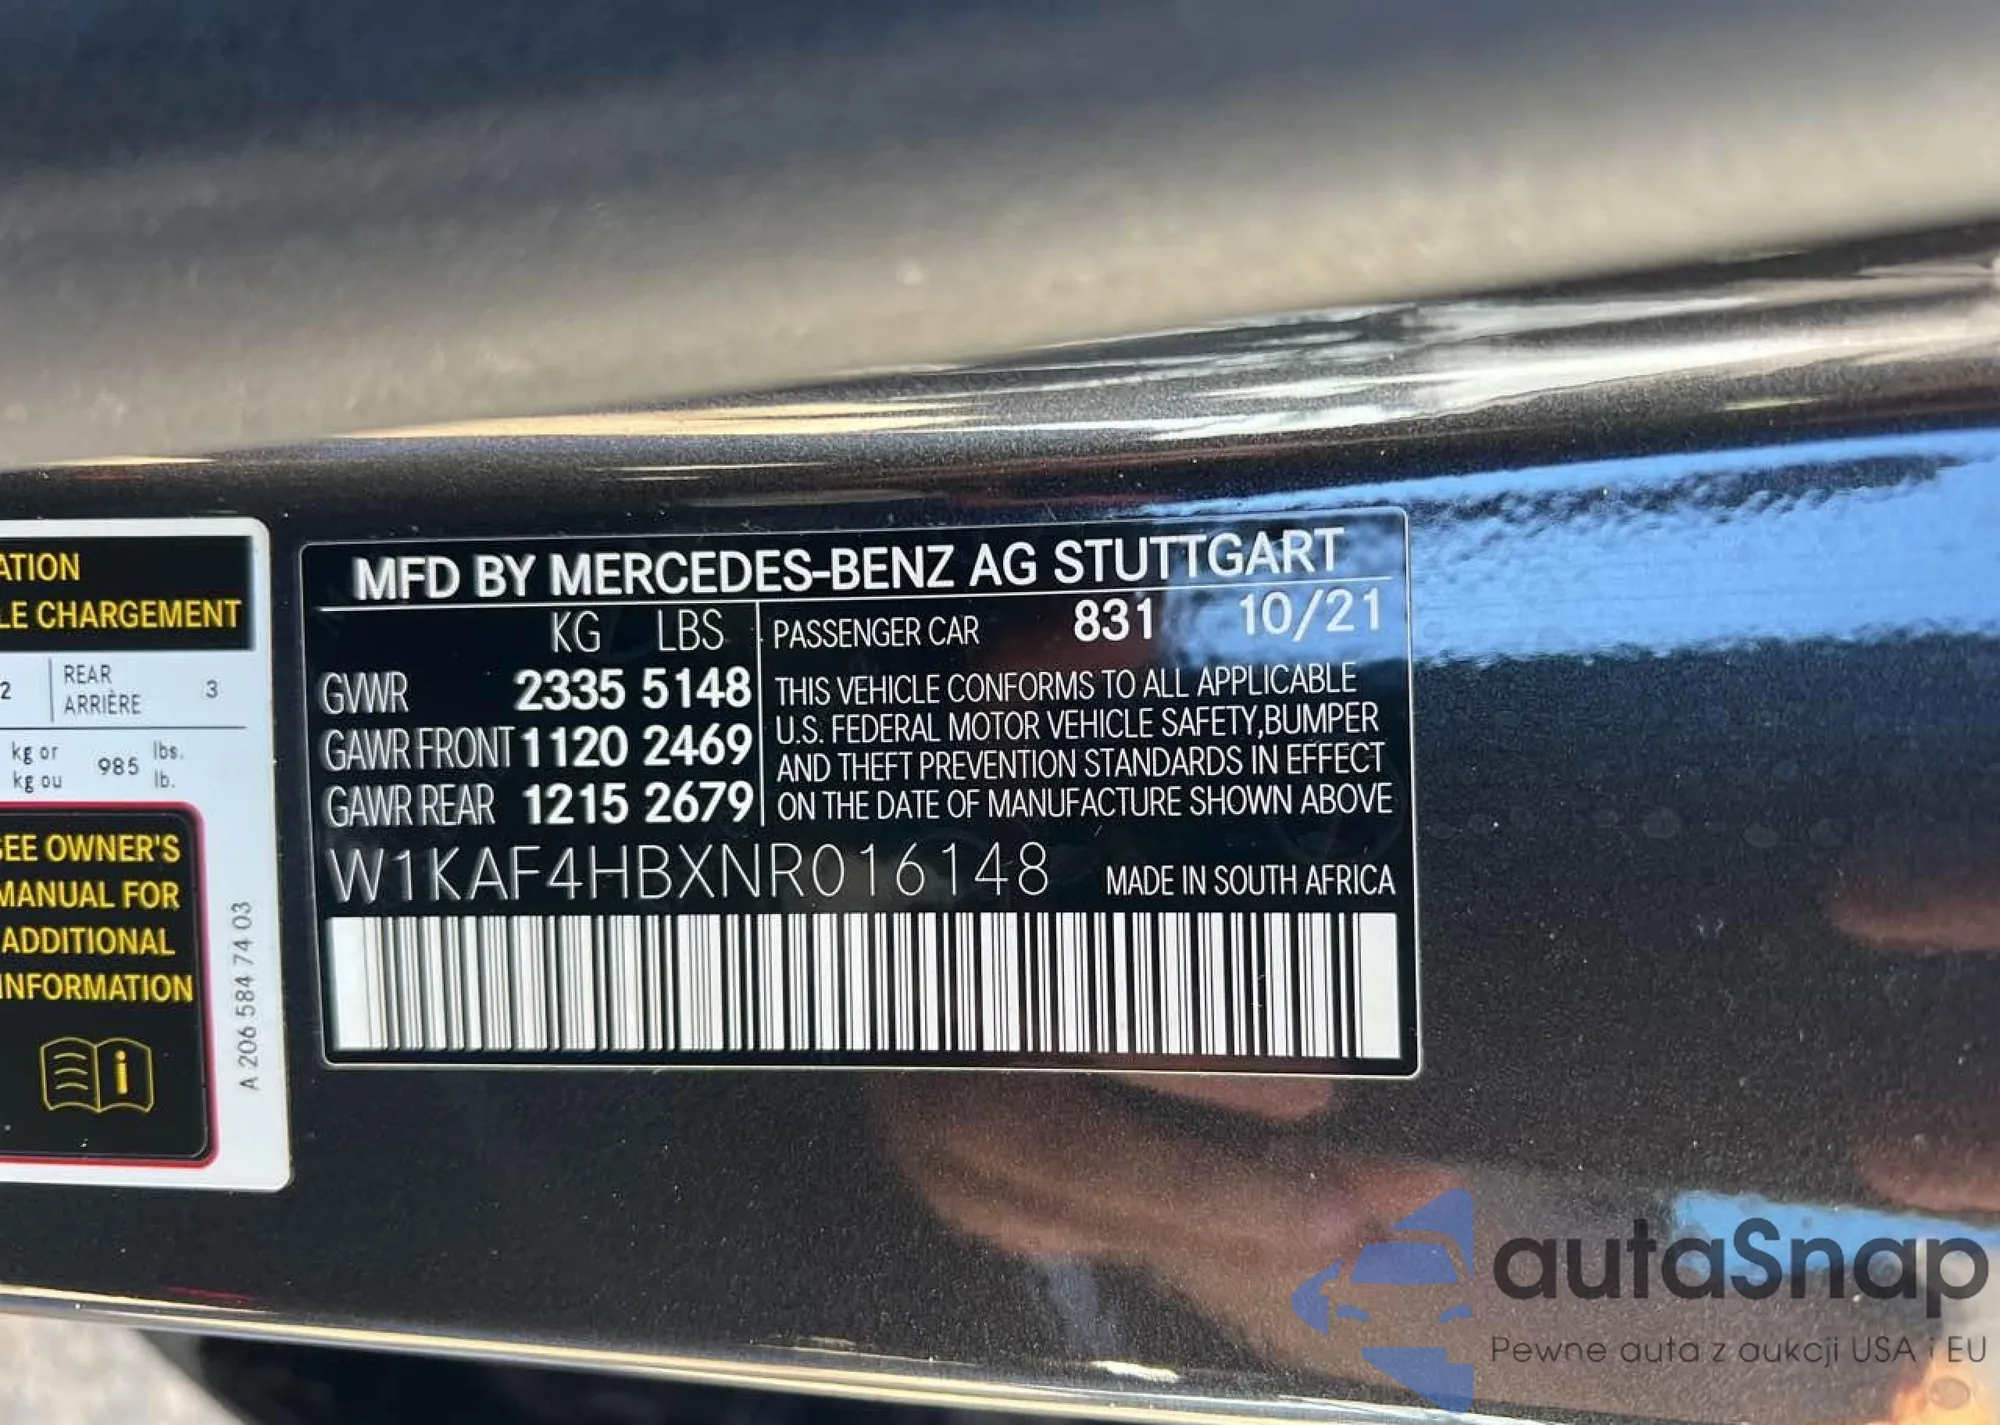 ATION
LE CHARGEMENT
2 REAR ARRIÈRE 3
kg or kg ou 985 lbs. lb.
SEE OWNER'S
MANUAL FOR
ADDITIONAL
INFORMATION
A 206 584 74 03
MFD BY MERCEDES-BENZ AG STUTTGART
KG LBS
GVWR 2335 5148
GAWR FRONT 1120 2469
GAWR REAR 1215 2679
PASSENGER CAR 831 10/21
THIS VEHICLE CONFORMS TO ALL APPLICABLE
U.S. FEDERAL MOTOR VEHICLE SAFETY,BUMPER
AND THEFT PREVENTION STANDARDS IN EFFECT
ON THE DATE OF MANUFACTURE SHOWN ABOVE
W1KAF4HBXNR016148 MADE IN SOUTH AFRICA
autaSnap
Pewne auta z aukcji USA i EU